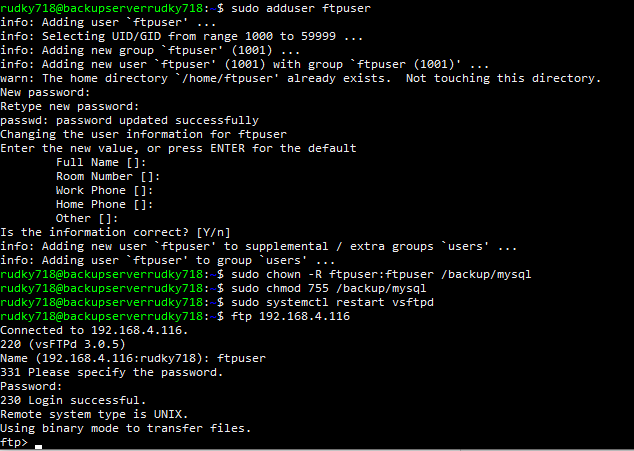 rudky718@backupserverrudky718:~$ sudo adduser ftpuser
info: Adding user `ftpuser' ...
info: Selecting UID/GID from range 1000 to 59999 ...
info: Adding new group `ftpuser' (1001) ...
info: Adding new user `ftpuser' (1001) with group `ftpuser (1001)' ...
warn: The home directory `/home/ftpuser' already exists.  Not touching this directory.
New password:
Retype new password:
passwd: password updated successfully
Changing the user information for ftpuser
Enter the new value, or press ENTER for the default
        Full Name []:
        Room Number []:
        Work Phone []:
        Home Phone []:
        Other []:
Is the information correct? [Y/n]
info: Adding new user `ftpuser' to supplemental / extra groups `users' ...
info: Adding user `ftpuser' to group `users' ...
rudky718@backupserverrudky718:~$ sudo chown -R ftpuser:ftpuser /backup/mysql
rudky718@backupserverrudky718:~$ sudo chmod 755 /backup/mysql
rudky718@backupserverrudky718:~$ sudo systemctl restart vsftpd
rudky718@backupserverrudky718:~$ ftp 192.168.4.116
Connected to 192.168.4.116.
220 (vsFTPd 3.0.5)
Name (192.168.4.116:rudky718): ftpuser
331 Please specify the password.
Password:
230 Login successful.
Remote system type is UNIX.
Using binary mode to transfer files.
ftp>